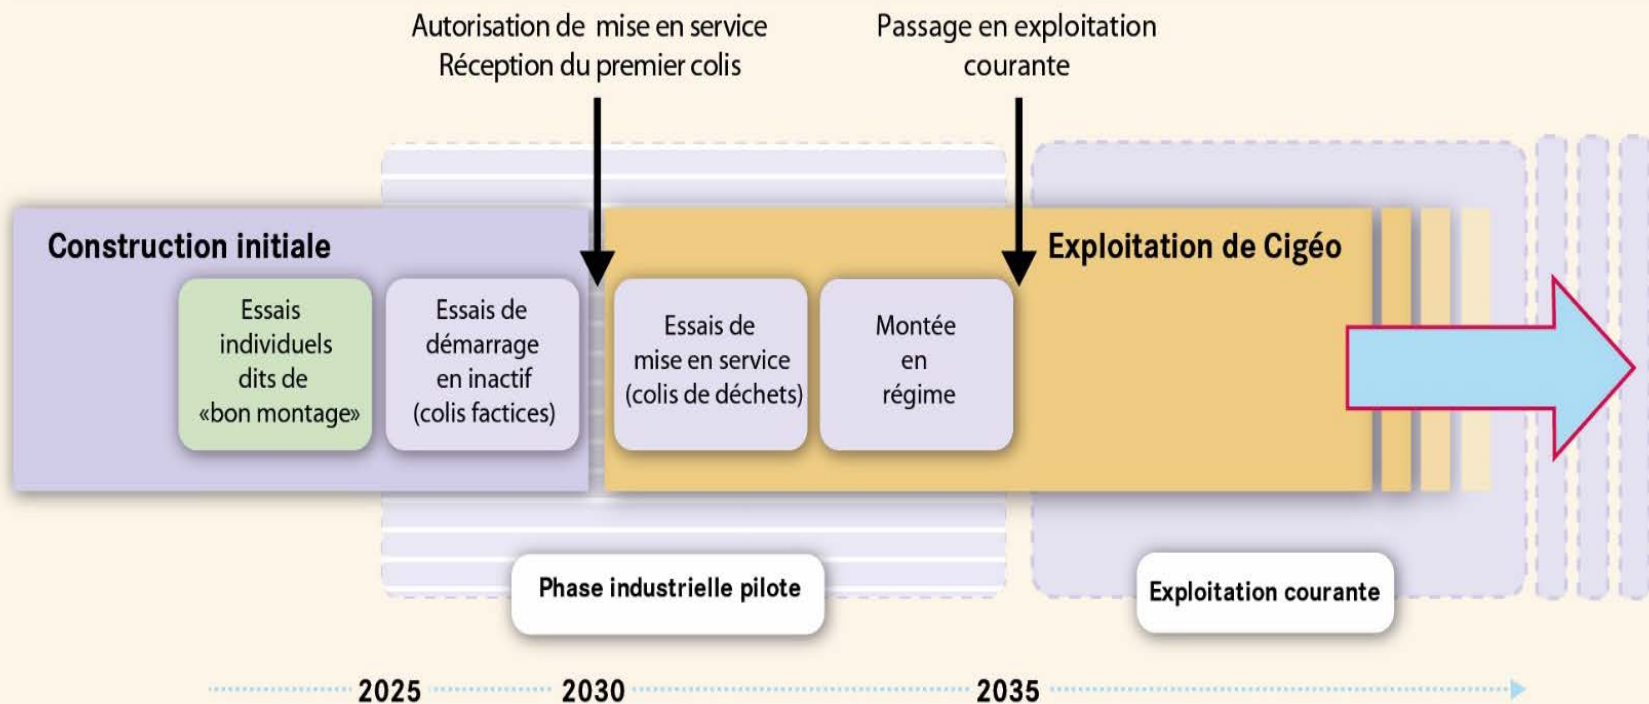 Autorisation de mise en service
Réception du premier colis
Passage en exploitation
courante
Construction initiale
Exploitation de Cigéo
Essais
individuels
dits de
«bon montage»
Essais de
démarrage
en inactif
(colis factices)
Essais de
mise en service
(colis de déchets)
Montée
en
régime
Phase industrielle pilote
Exploitation courante
2025
2030
2035